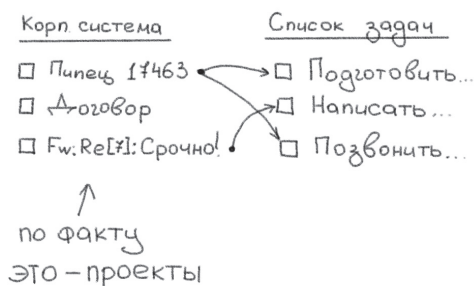 Корп система
☐ Пипец 17463
☐ Договор
☐ Fw:Re[7]:Срочно!
по факту
это – проекты
Список задач
☐ Подготовить...
☐ Написать...
☐ Позвонить...